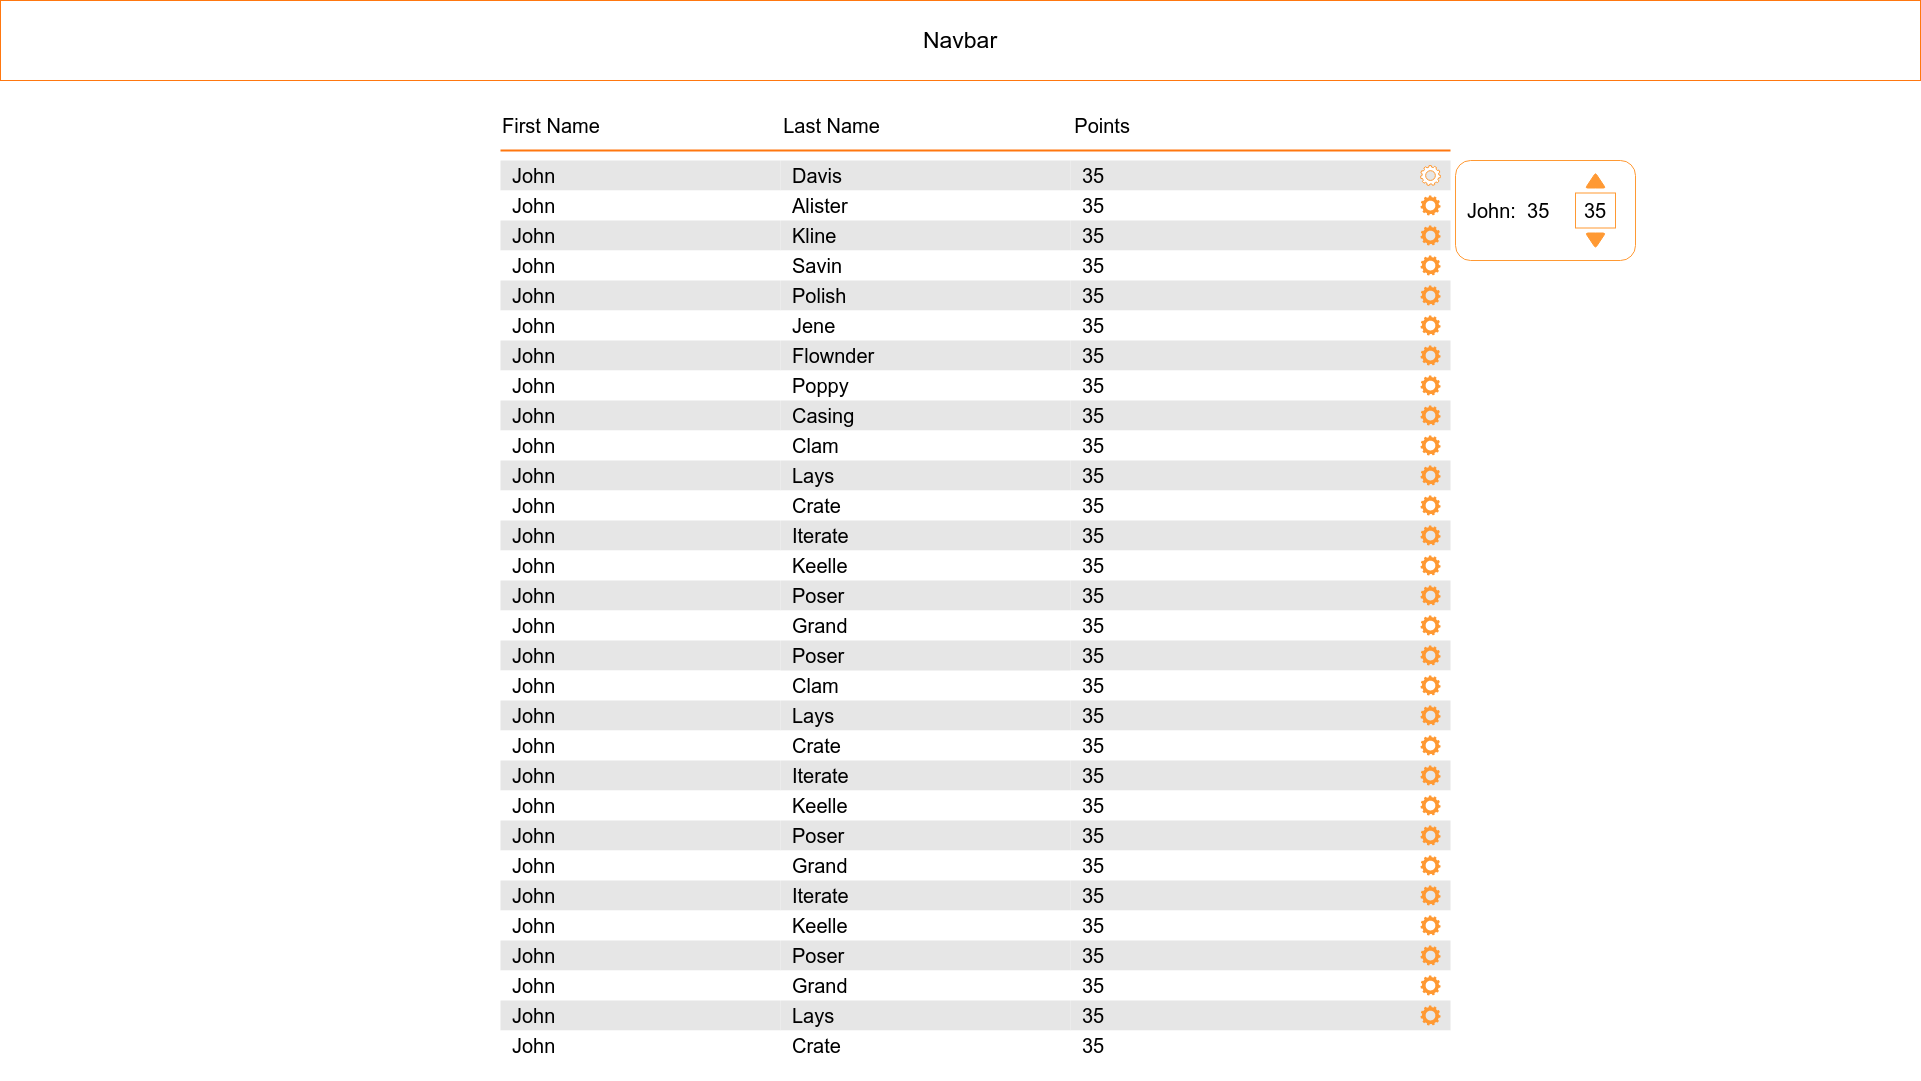 Navbar
First Name Last Name Points
John Davis 35
John: 35 35
John Alister 35
John Kline 35
John Savin 35
John Polish 35
John Jene 35
John Flownder 35
John Poppy 35
John Casing 35
John Clam 35
John Lays 35
John Crate 35
John Iterate 35
John Keelle 35
John Poser 35
John Grand 35
John Poser 35
John Clam 35
John Lays 35
John Crate 35
John Iterate 35
John Keelle 35
John Poser 35
John Grand 35
John Iterate 35
John Keelle 35
John Poser 35
John Grand 35
John Lays 35
John Crate 35